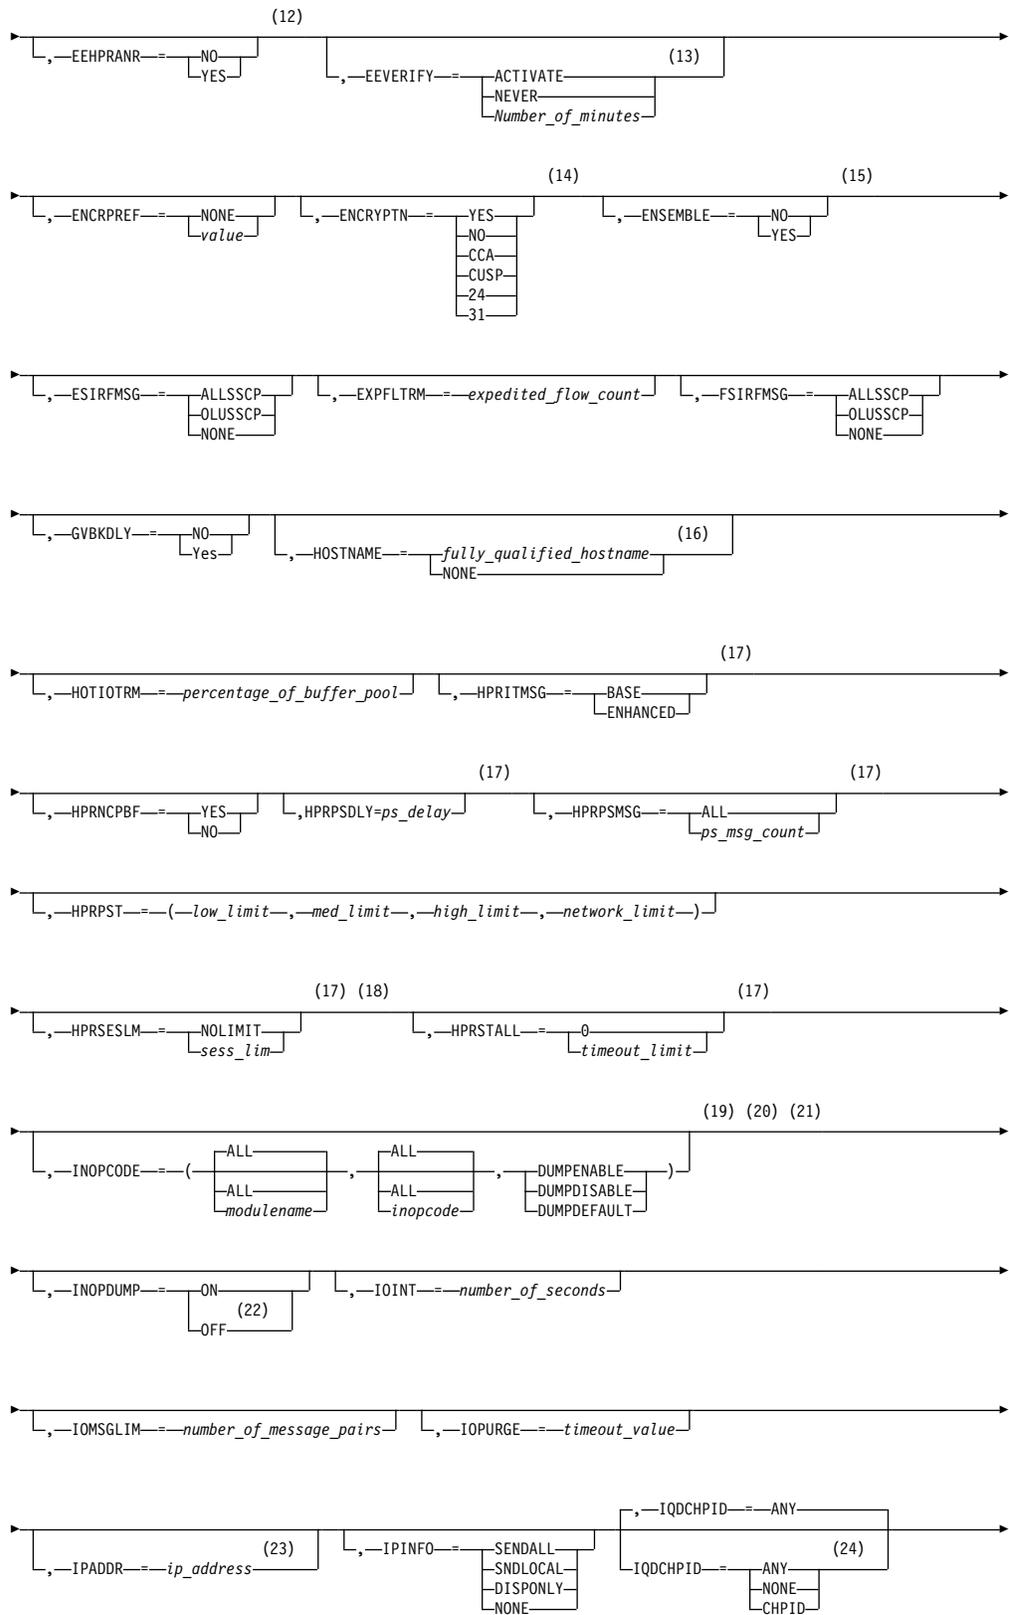 (12)
,—EEHPRANR—=—NO
YES
,—EEVERIFY—=—ACTIVATE (13)
NEVER
Number_of_minutes
,—ENCRPREF—=—NONE
value
(14)
,—ENCRYPTN—=—YES
NO
CCA
CUSP
24
31
(15)
,—ENSEMBLE—=—NO
YES
,—ESIRFMSG—=—ALLSSCP
OLUSSCP
NONE
,—EXPFLTRM—=—expedited_flow_count
,—FSIRFMSG—=—ALLSSCP
OLUSSCP
NONE
,—GVBKDLY—=—NO
Yes
,—HOSTNAME—=—fully_qualified_hostname (16)
NONE
,—HOTIOTRM—=—percentage_of_buffer_pool
(17)
,—HPRITMSG—=—BASE
ENHANCED
,—HPRNCPBF—=—YES
NO
(17)
,HPRPSDLY=ps_delay
(17)
,—HPRPSMSG—=—ALL
ps_msg_count
,—HPRPST—=—(—low_limit—,—med_limit—,—high_limit—,—network_limit—)
(17) (18)
,—HPRSESLM—=—NOLIMIT
sess_lim
(17)
,—HPRSTALL—=—0
timeout_limit
(19) (20) (21)
ALL ALL
,—INOPCODE—=—( , , DUMPENABLE )
ALL ALL DUMPDISABLE
modulename inopcode DUMPDEFAULT
,—INOPDUMP—=—ON
(22)
OFF
,—IOINT—=—number_of_seconds
,—IOMSGLIM—=—number_of_message_pairs
,—IOPURGE—=—timeout_value
(23)
,—IPADDR—=—ip_address
,—IPINFO—=—SENDALL
SNDLOCAL
DISPONLY
NONE
,—IQDCHPID—=—ANY
IQDCHPID—=—ANY (24)
NONE
CHPID